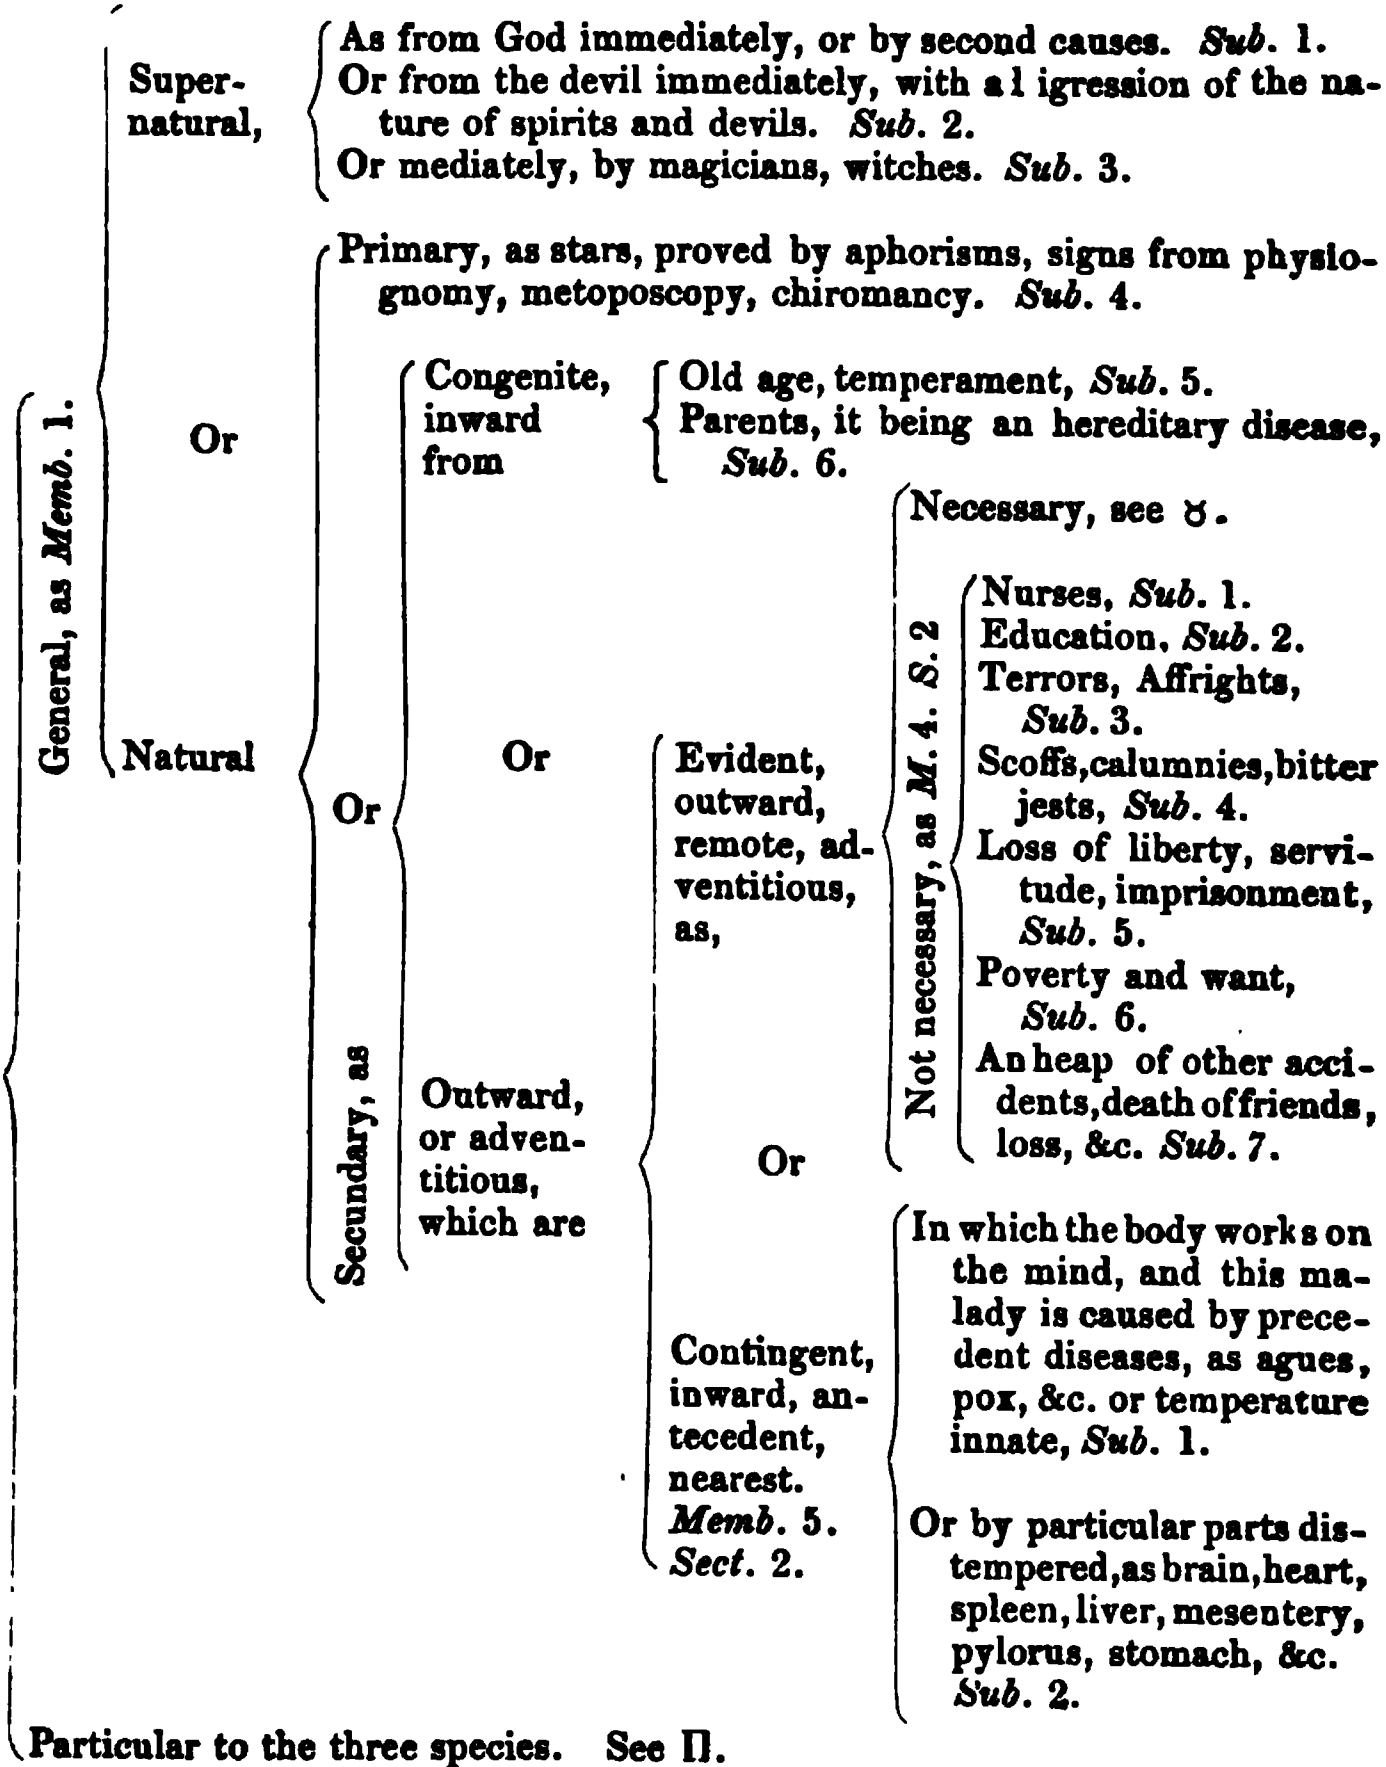 Super-
natural,
As from God immediately, or by second causes. Sub. 1.
Or from the devil immediately, with a l igression of the na-
ture of spirits and devils. Sub. 2.
Or mediately, by magicians, witches. Sub. 3.
General, as Memb. 1.
Or
Natural
Primary, as stars, proved by aphorisms, signs from physio-
gnomy, metoposcopy, chiromancy. Sub. 4.
Or
Secundary, as
Congenite,
inward
from
Old age, temperament, Sub. 5.
Parents, it being an hereditary disease,
Sub. 6.
Or
Outward,
or adven-
titious,
which are
Evident,
outward,
remote, ad-
ventitious,
as,
Necessary, see ♉.
Not necessary, as M. 4. S. 2
Nurses, Sub. 1.
Education, Sub. 2.
Terrors, Affrights,
Sub. 3.
Scoffs, calumnies, bitter
jests, Sub. 4.
Loss of liberty, servi-
tude, imprisonment,
Sub. 5.
Poverty and want,
Sub. 6.
An heap of other acci-
dents, death of friends,
loss, &c. Sub. 7.
Or
Contingent,
inward, an-
tecedent,
nearest.
Memb. 5.
Sect. 2.
In which the body works on
the mind, and this ma-
lady is caused by prece-
dent diseases, as agues,
pox, &c. or temperature
innate, Sub. 1.
Or by particular parts dis-
tempered, as brain, heart,
spleen, liver, mesentery,
pylorus, stomach, &c.
Sub. 2.
Particular to the three species. See Π.